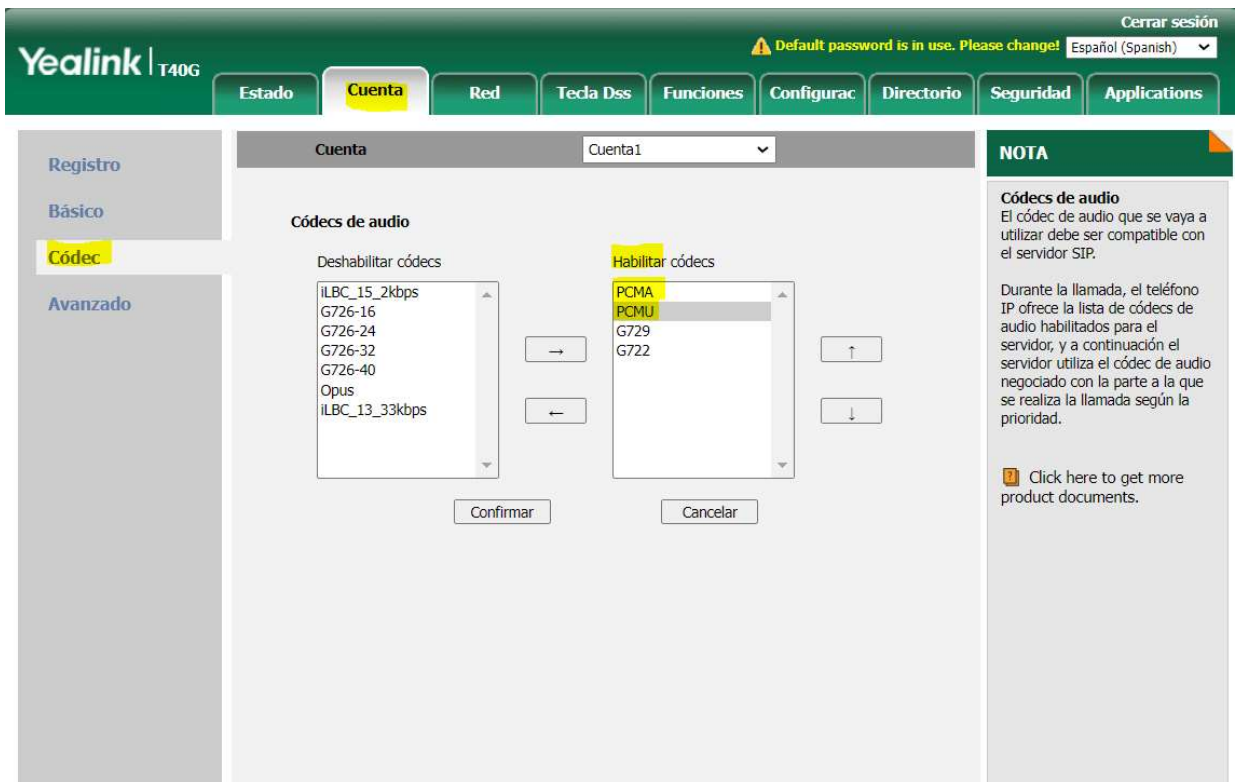 Cerrar sesión
Yealink | T40G
Default password is in use. Please change! Español (Spanish)
Estado Cuenta Red Tecla Dss Funciones Configurac Directorio Seguridad Applications
Registro
Básico
Códec
Avanzado
Cuenta Cuenta1
Códecs de audio
Deshabilitar códecs
iLBC_15_2kbps
G726-16
G726-24
G726-32
G726-40
Opus
iLBC_13_33kbps
→
←
Habilitar códecs
PCMA
PCMU
G729
G722
↑
↓
Confirmar Cancelar
NOTA
Códecs de audio
El códec de audio que se vaya a
utilizar debe ser compatible con
el servidor SIP.
Durante la llamada, el teléfono
IP ofrece la lista de códecs de
audio habilitados para el
servidor, y a continuación el
servidor utiliza el códec de audio
negociado con la parte a la que
se realiza la llamada según la
prioridad.
? Click here to get more
product documents.